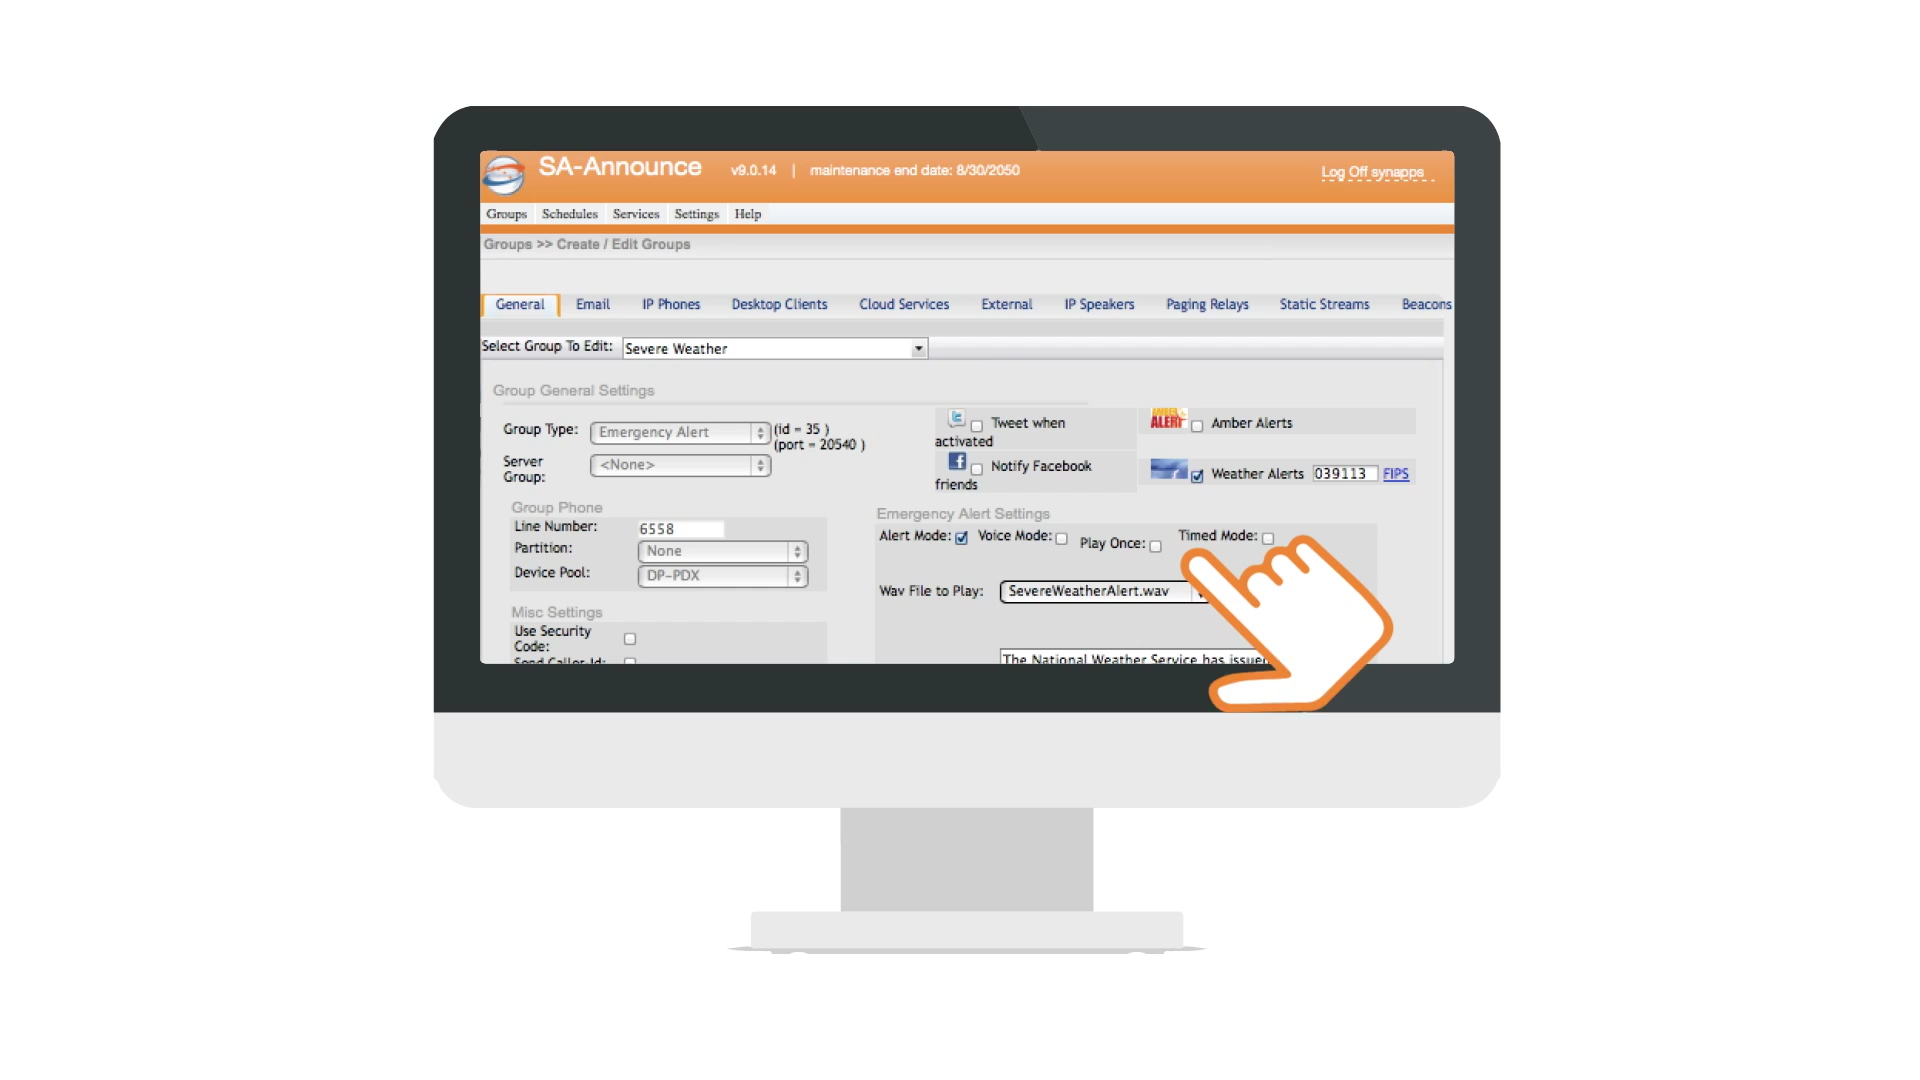 SA-Announce v9.0.14 | maintenance end date: 8/30/2050 Log Off synapps
Groups Schedules Services Settings Help
Groups >> Create / Edit Groups
General Email IP Phones Desktop Clients Cloud Services External IP Speakers Paging Relays Static Streams Beacons
Select Group To Edit: Severe Weather
Group General Settings
Group Type: Emergency Alert (id = 35 )
(port = 20540 )
Server
Group: <None>
Tweet when
activated
AMBER
ALERT Amber Alerts
Notify Facebook
friends
Weather Alerts 039113 FIPS
Group Phone
Line Number: 6558
Partition: None
Device Pool: DP-PDX
Misc Settings
Use Security
Code:
Send Caller-Id:
Emergency Alert Settings
Alert Mode: Voice Mode: Play Once: Timed Mode:
Wav File to Play: SevereWeatherAlert.wav
The National Weather Service has issued